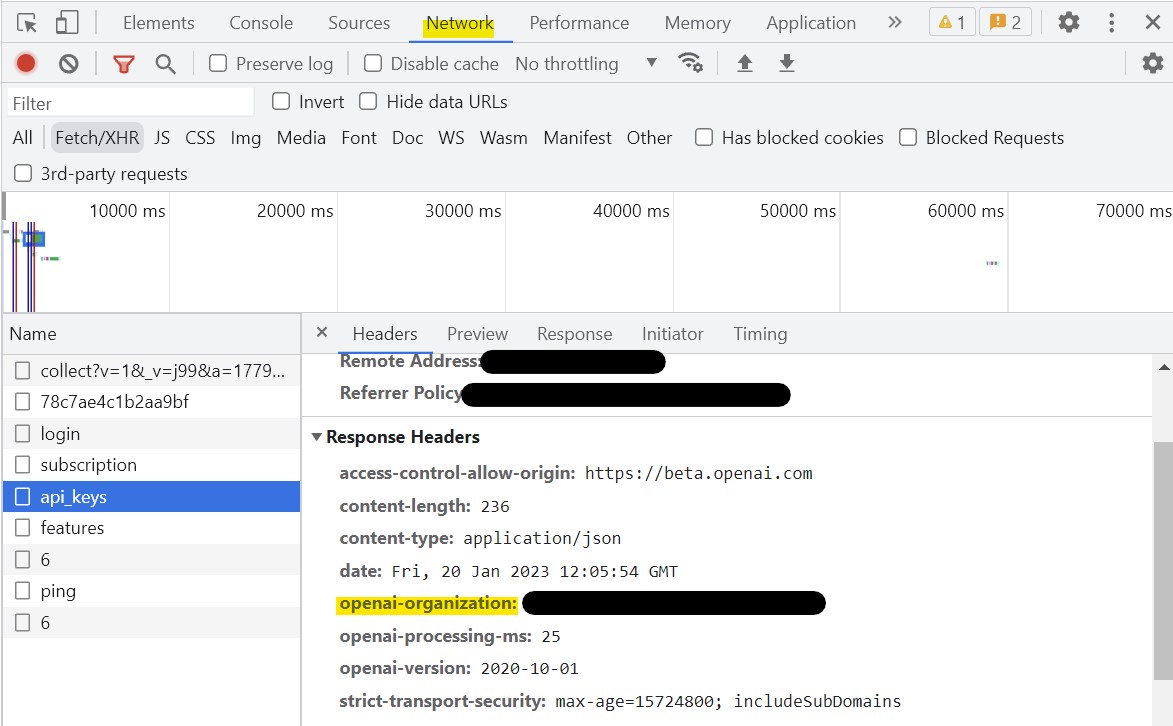 Elements Console Sources Network Performance Memory Application » 1 2
Preserve log Disable cache No throttling
Filter Invert Hide data URLs
All Fetch/XHR JS CSS Img Media Font Doc WS Wasm Manifest Other Has blocked cookies Blocked Requests
3rd-party requests
10000 ms 20000 ms 30000 ms 40000 ms 50000 ms 60000 ms 70000 ms
Name
collect?v=1&_v=j99&a=1779...
78c7ae4c1b2aa9bf
login
subscription
api_keys
features
6
ping
6
Headers Preview Response Initiator Timing
Remote Address:
Referrer Policy
Response Headers
access-control-allow-origin: https://beta.openai.com
content-length: 236
content-type: application/json
date: Fri, 20 Jan 2023 12:05:54 GMT
openai-organization:
openai-processing-ms: 25
openai-version: 2020-10-01
strict-transport-security: max-age=15724800; includeSubDomains